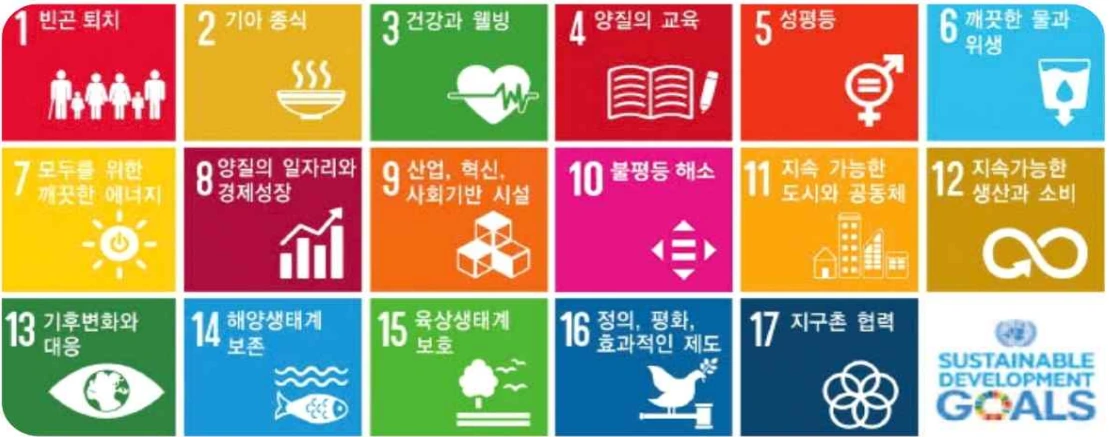 1 빈곤 퇴치
2 기아 종식
3 건강과 웰빙
4 양질의 교육
5 성평등
6 깨끗한 물과
위생
7 모두를 위한
깨끗한 에너지
8 양질의 일자리와
경제성장
9 산업, 혁신,
사회기반 시설
10 불평등 해소
11 지속 가능한
도시와 공동체
12 지속가능한
생산과 소비
13 기후변화와
대응
14 해양생태계
보존
15 육상생태계
보호
16 정의, 평화,
효과적인 제도
17 지구촌 협력
SUSTAINABLE
DEVELOPMENT
GOALS